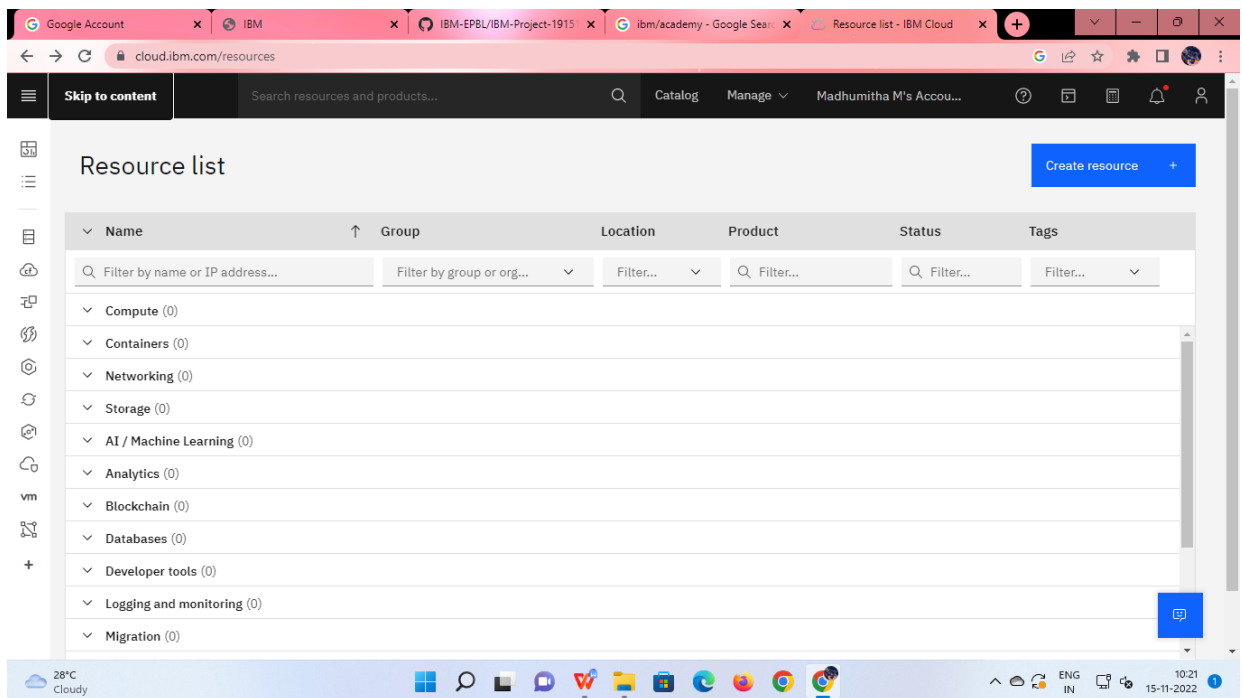 Google Account
IBM
IBM-EPBL/IBM-Project-1915
ibm/academy - Google Sear
Resource list - IBM Cloud
cloud.ibm.com/resources
Skip to content
Search resources and products...
Catalog
Manage
Madhumitha M's Accou...
Resource list
Create resource +
Name
Group
Location
Product
Status
Tags
Filter by name or IP address...
Filter by group or org...
Filter...
Filter...
Filter...
Filter...
Compute (0)
Containers (0)
Networking (0)
Storage (0)
AI / Machine Learning (0)
Analytics (0)
Blockchain (0)
vm
Databases (0)
Developer tools (0)
Logging and monitoring (0)
Migration (0)
28°C
Cloudy
ENG
IN
10:21
15-11-2022
1